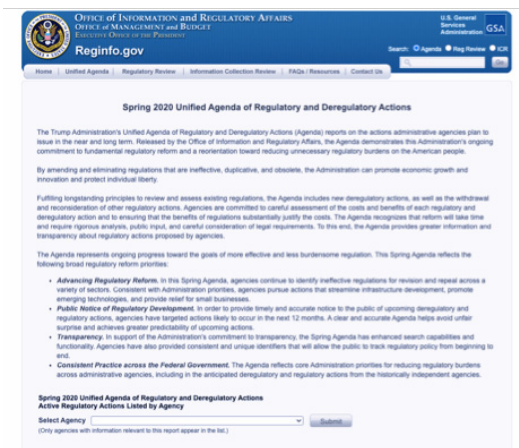 OFFICE OF INFORMATION AND REGULATORY AFFAIRS
OFFICE OF MANAGEMENT AND BUDGET
EXECUTIVE OFFICE OF THE PRESIDENT
Reginfo.gov
U.S. General
Services
Administration
GSA
Search: Agenda Reg Review ICR
Go
Home | Unified Agenda | Regulatory Review | Information Collection Review | FAQs / Resources | Contact Us
Spring 2020 Unified Agenda of Regulatory and Deregulatory Actions
The Trump Administration's Unified Agenda of Regulatory and Deregulatory Actions (Agenda) reports on the actions administrative agencies plan to
issue in the near and long term. Released by the Office of Information and Regulatory Affairs, the Agenda demonstrates this Administration's ongoing
commitment to fundamental regulatory reform and a reorientation toward reducing unnecessary regulatory burdens on the American people.
By amending and eliminating regulations that are ineffective, duplicative, and obsolete, the Administration can promote economic growth and
innovation and protect individual liberty.
Fulfilling longstanding principles to review and assess existing regulations, the Agenda includes new deregulatory actions, as well as the withdrawal
and reconsideration of other regulatory actions. Agencies are committed to careful assessment of the costs and benefits of each regulatory and
deregulatory action and to ensuring that the benefits of regulations substantially justify the costs. The Agenda recognizes that reform will take time
and require rigorous analysis, public input, and careful consideration of legal requirements. To this end, the Agenda provides greater information and
transparency about regulatory actions proposed by agencies.
The Agenda represents ongoing progress toward the goals of more effective and less burdensome regulation. This Spring Agenda reflects the
following broad regulatory reform priorities:
• Advancing Regulatory Reform. In this Spring Agenda, agencies continue to identify ineffective regulations for revision and repeal across a
variety of sectors. Consistent with Administration priorities, agencies pursue actions that streamline infrastructure development, promote
emerging technologies, and provide relief for small businesses.
• Public Notice of Regulatory Development. In order to provide timely and accurate notice to the public of upcoming deregulatory and
regulatory actions, agencies have targeted actions likely to occur in the next 12 months. A clear and accurate Agenda helps avoid unfair
surprise and achieves greater predictability of upcoming actions.
• Transparency. In support of the Administration's commitment to transparency, the Spring Agenda has enhanced search capabilities and
functionality. Agencies have also provided consistent and unique identifiers that will allow the public to track regulatory policy from beginning to
end.
• Consistent Practice across the Federal Government. The Agenda reflects core Administration priorities for reducing regulatory burdens
across administrative agencies, including in the anticipated deregulatory and regulatory actions from the historically independent agencies.
Spring 2020 Unified Agenda of Regulatory and Deregulatory Actions
Active Regulatory Actions Listed by Agency
Select Agency
Submit
(Only agencies with information relevant to this report appear in the list.)